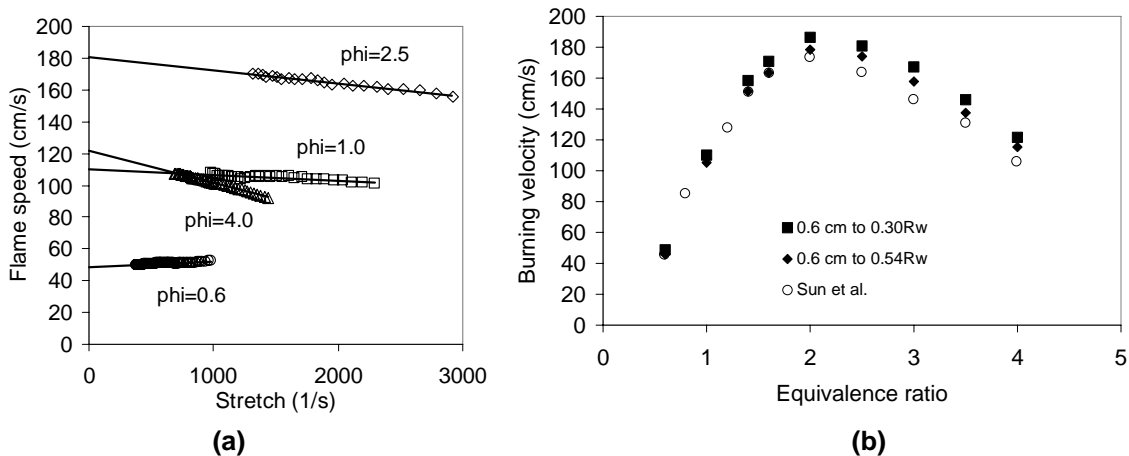 200
180
160
140
120
100
80
60
40
20
0
Flame speed (cm/s)
phi=2.5
phi=1.0
phi=4.0
phi=0.6
0 1000 2000 3000
Stretch (1/s)
(a)
200
180
160
140
120
100
80
60
40
20
0
Burning velocity (cm/s)
0.6 cm to 0.30Rw
0.6 cm to 0.54Rw
Sun et al.
0 1 2 3 4 5
Equivalence ratio
(b)